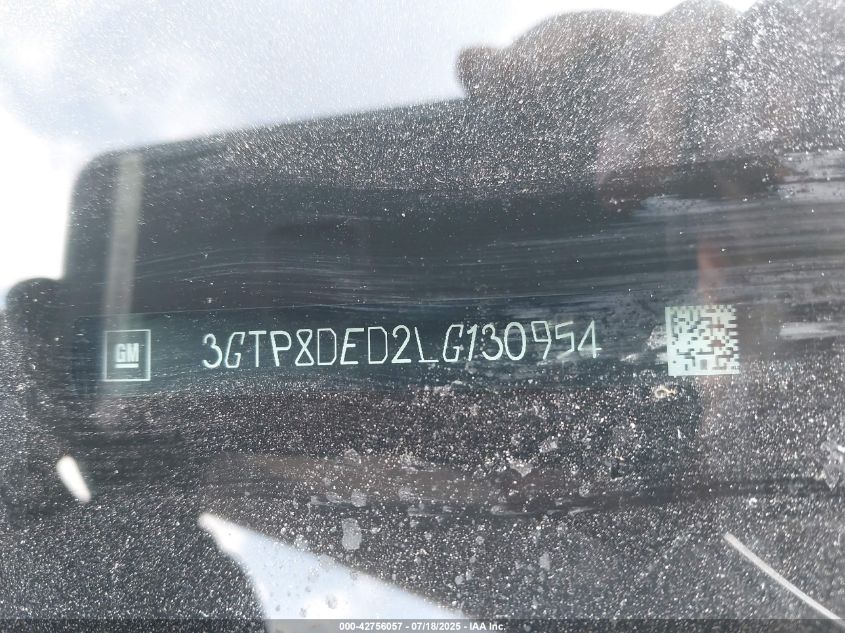 GM
3GTP8DED2LG130954
000-42756057 - 07/18/2025 - IAA Inc.